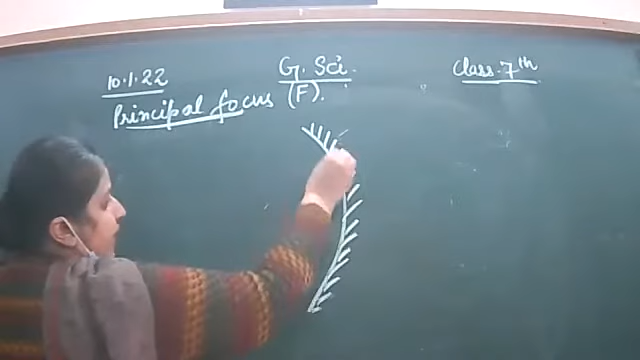 10.1.22
G. Sci.
Class. 7th
Principal focus (F).